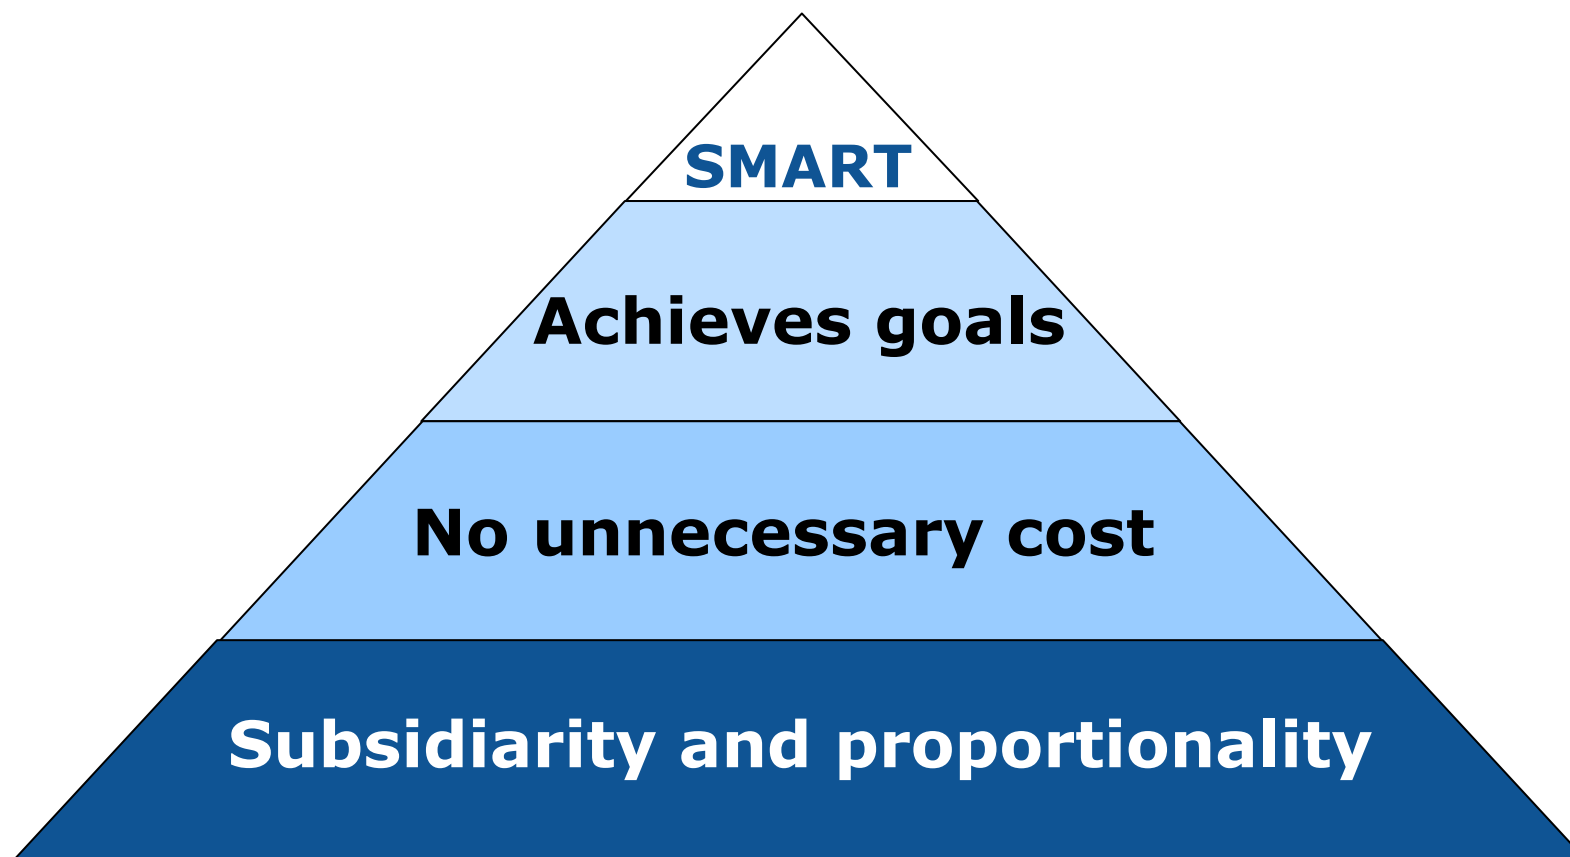 SMART
Achieves goals
No unnecessary cost
Subsidiarity and proportionality